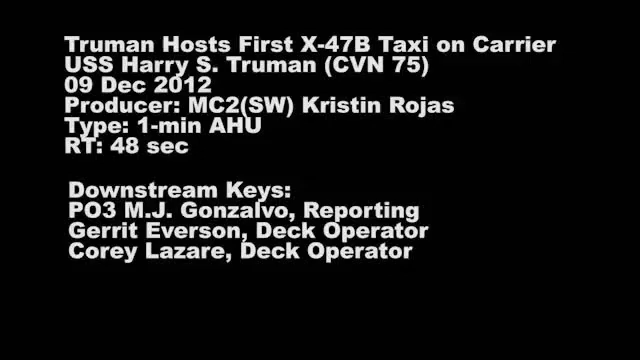 Truman Hosts First X-47B Taxi on Carrier
USS Harry S. Truman (CVN 75)
09 Dec 2012
Producer: MC2(SW) Kristin Rojas
Type: 1-min AHU
RT: 48 sec
Downstream Keys:
PO3 M.J. Gonzalvo, Reporting
Gerrit Everson, Deck Operator
Corey Lazare, Deck Operator